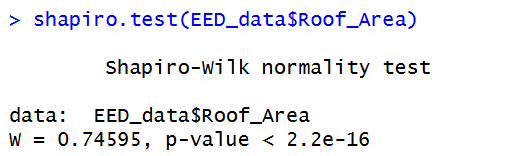 > shapiro.test(EED_data$Roof_Area)
Shapiro-Wilk normality test
data:  EED_data$Roof_Area
W = 0.74595, p-value < 2.2e-16